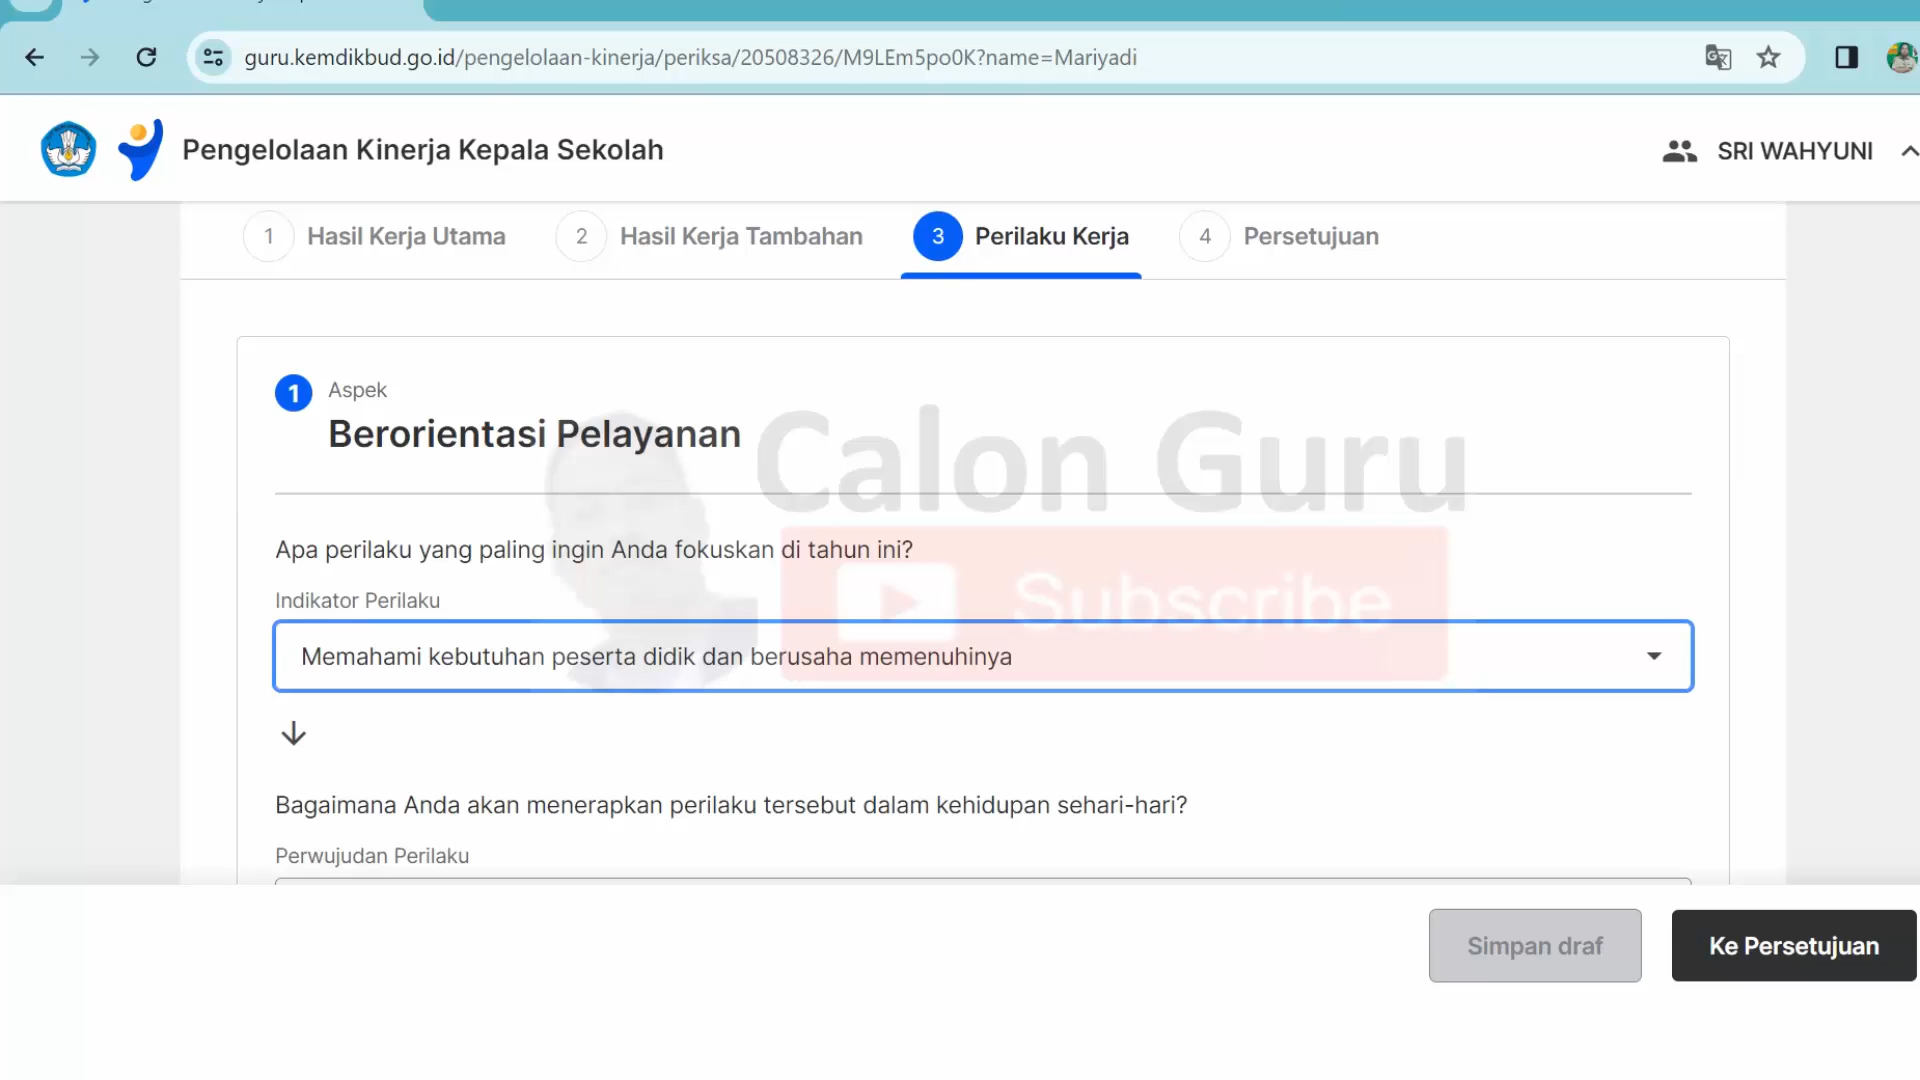 guru.kemdikbud.go.id/pengelolaan-kinerja/periksa/20508326/M9LEm5po0K?name=Mariyadi
Pengelolaan Kinerja Kepala Sekolah
SRI WAHYUNI
1 Hasil Kerja Utama
2 Hasil Kerja Tambahan
3 Perilaku Kerja
4 Persetujuan
1 Aspek
Berorientasi Pelayanan
Calon Guru
Apa perilaku yang paling ingin Anda fokuskan di tahun ini?
Subscribe
Indikator Perilaku
Memahami kebutuhan peserta didik dan berusaha memenuhinya
Bagaimana Anda akan menerapkan perilaku tersebut dalam kehidupan sehari-hari?
Perwujudan Perilaku
Simpan draf
Ke Persetujuan